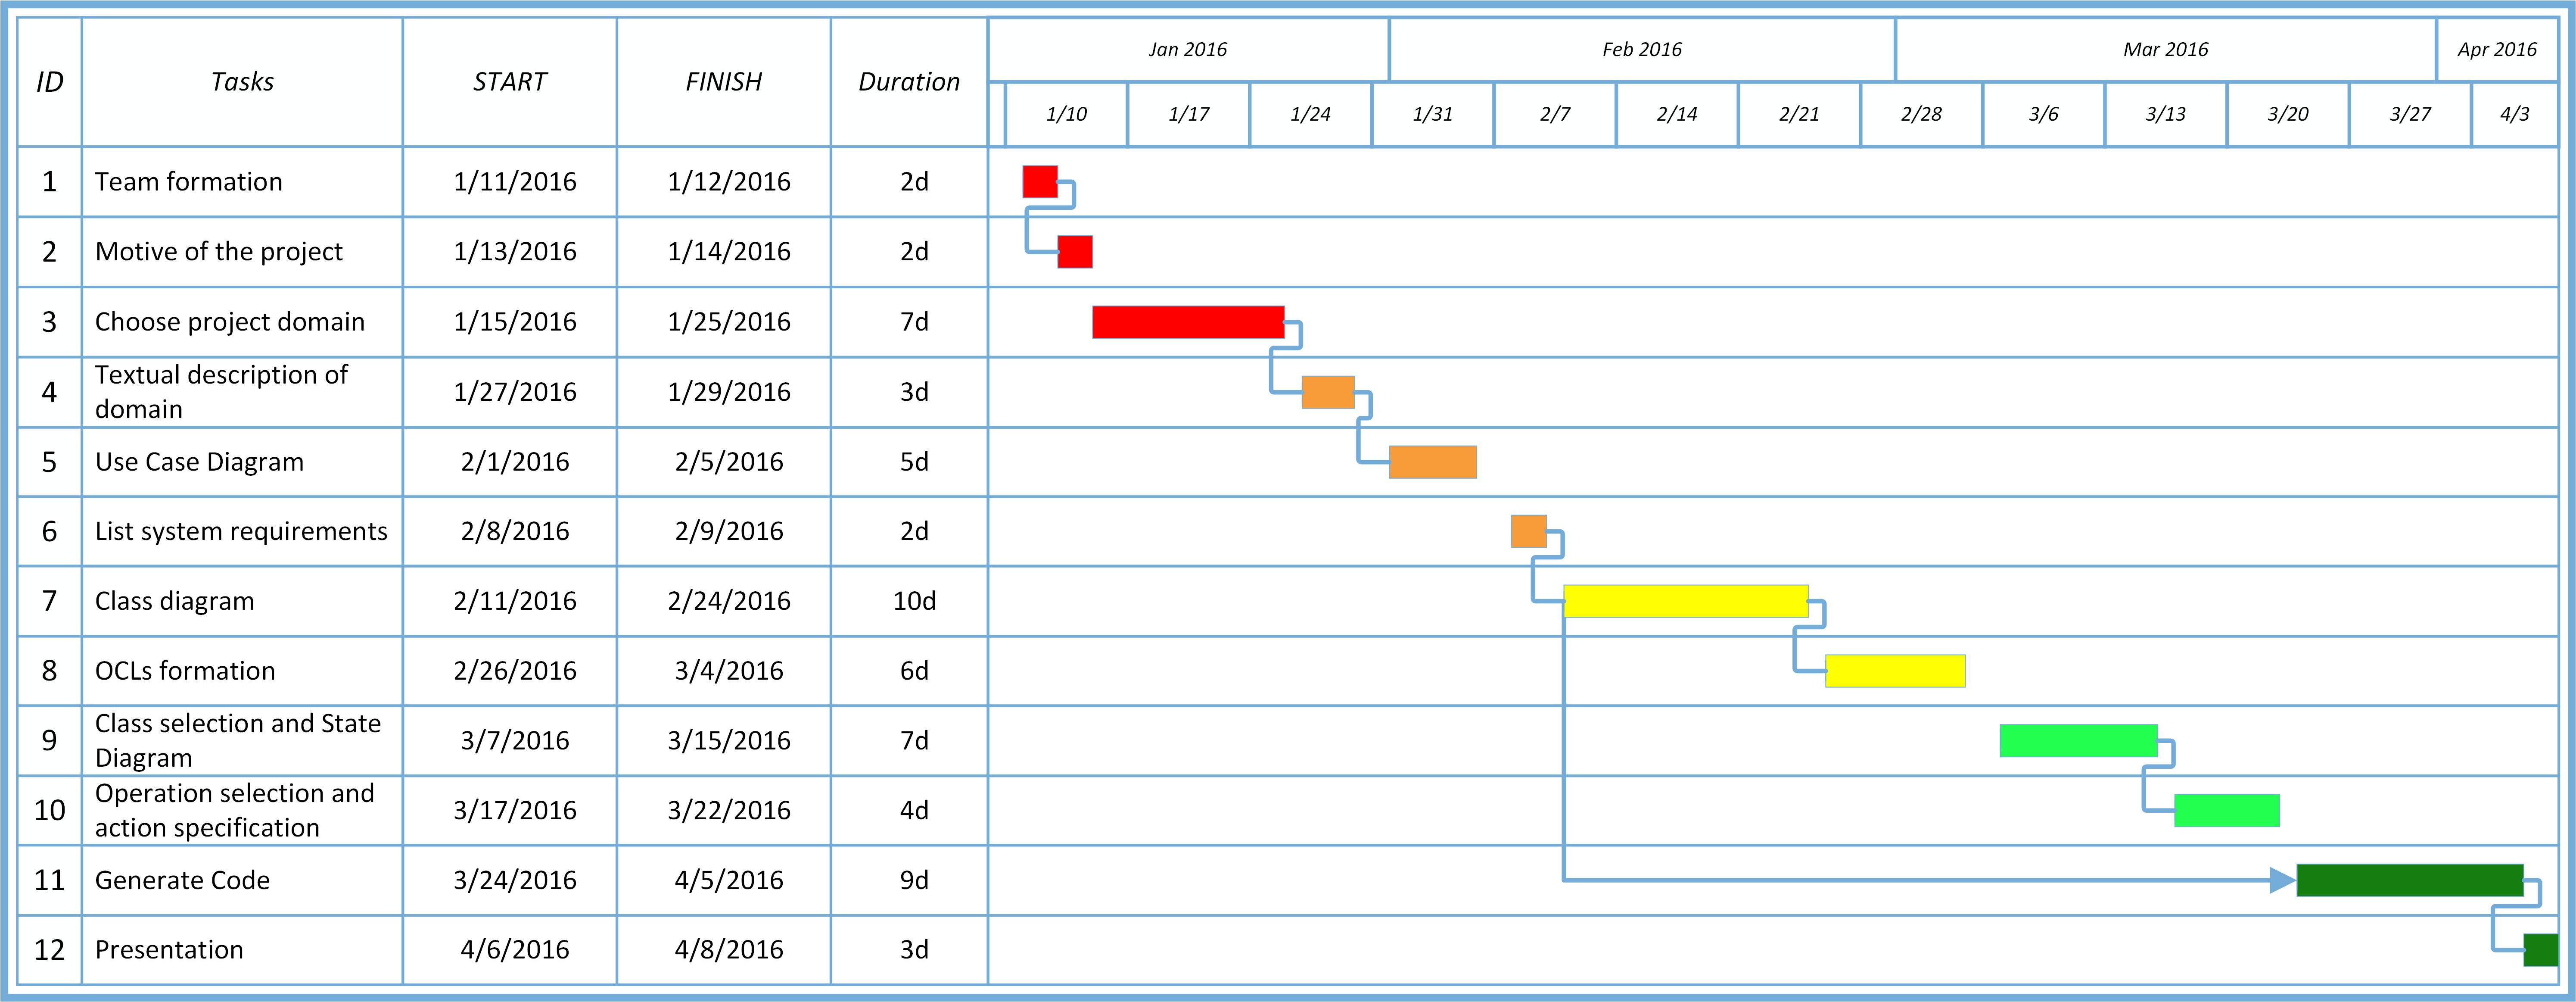 ID Tasks START FINISH Duration
Jan 2016 Feb 2016 Mar 2016 Apr 2016
1/10 1/17 1/24 1/31 2/7 2/14 2/21 2/28 3/6 3/13 3/20 3/27 4/3
1 Team formation 1/11/2016 1/12/2016 2d
2 Motive of the project 1/13/2016 1/14/2016 2d
3 Choose project domain 1/15/2016 1/25/2016 7d
4 Textual description of
domain 1/27/2016 1/29/2016 3d
5 Use Case Diagram 2/1/2016 2/5/2016 5d
6 List system requirements 2/8/2016 2/9/2016 2d
7 Class diagram 2/11/2016 2/24/2016 10d
8 OCLs formation 2/26/2016 3/4/2016 6d
9 Class selection and State
Diagram 3/7/2016 3/15/2016 7d
10 Operation selection and
action specification 3/17/2016 3/22/2016 4d
11 Generate Code 3/24/2016 4/5/2016 9d
12 Presentation 4/6/2016 4/8/2016 3d